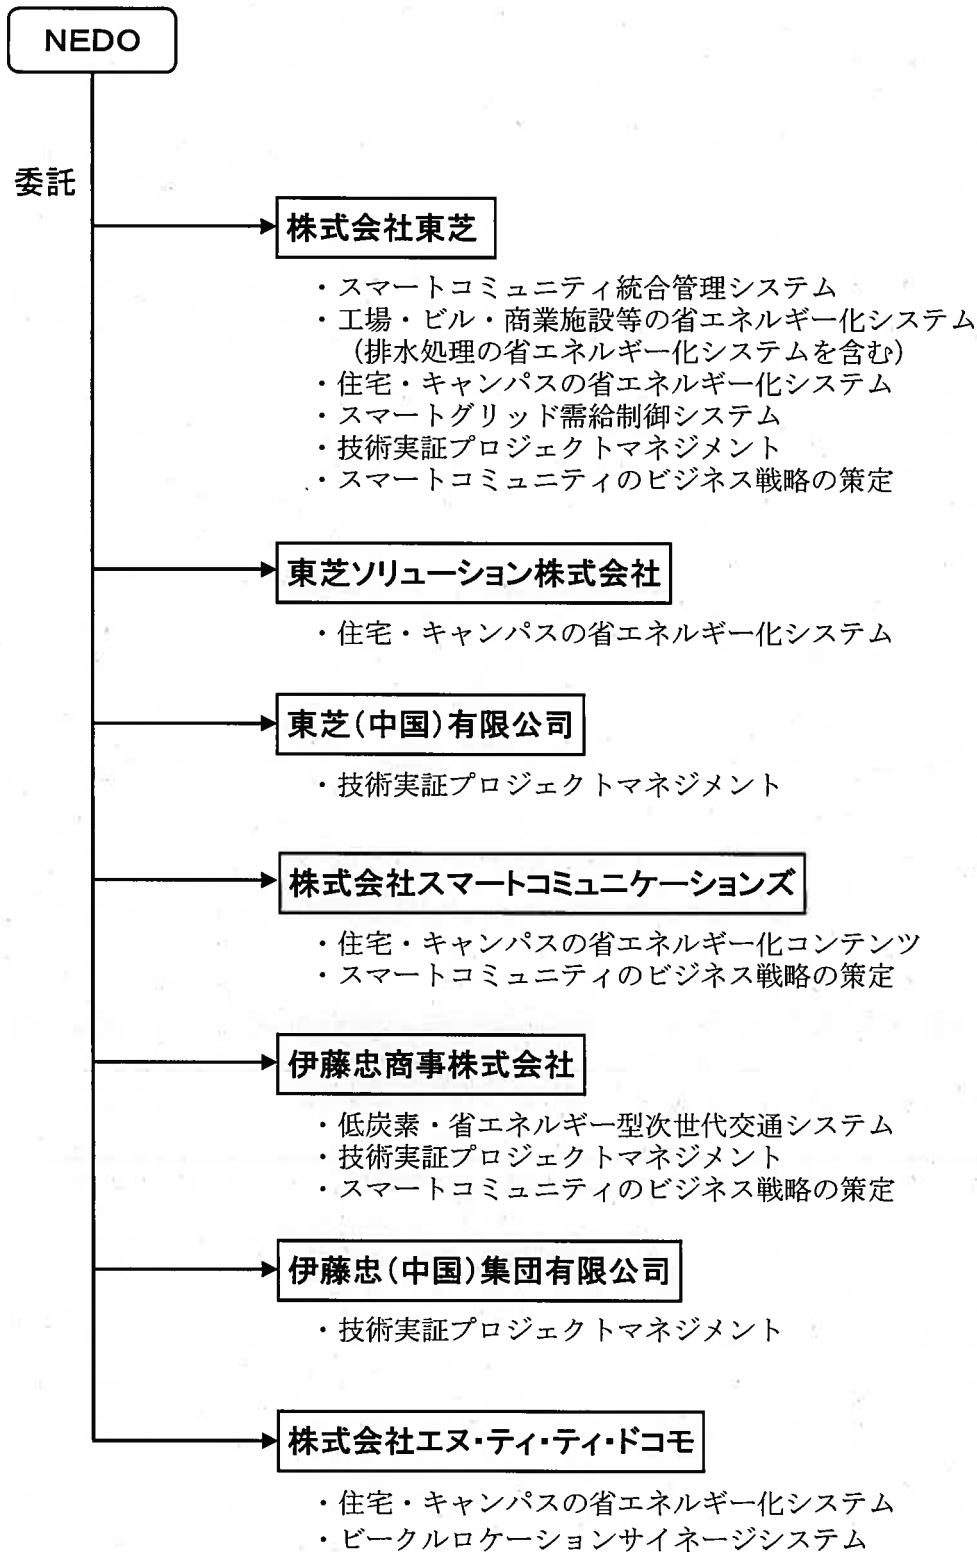 NEDO
委託
株式会社東芝
・スマートコミュニティ統合管理システム
・工場・ビル・商業施設等の省エネルギー化システム
（排水処理の省エネルギー化システムを含む）
・住宅・キャンパスの省エネルギー化システム
・スマートグリッド需給制御システム
・技術実証プロジェクトマネジメント
・スマートコミュニティのビジネス戦略の策定
東芝ソリューション株式会社
・住宅・キャンパスの省エネルギー化システム
東芝(中国)有限公司
・技術実証プロジェクトマネジメント
株式会社スマートコミュニケーションズ
・住宅・キャンパスの省エネルギー化コンテンツ
・スマートコミュニティのビジネス戦略の策定
伊藤忠商事株式会社
・低炭素・省エネルギー型次世代交通システム
・技術実証プロジェクトマネジメント
・スマートコミュニティのビジネス戦略の策定
伊藤忠(中国)集団有限公司
・技術実証プロジェクトマネジメント
株式会社エヌ・ティ・ティ・ドコモ
・住宅・キャンパスの省エネルギー化システム
・ビークルロケーションサイネージシステム